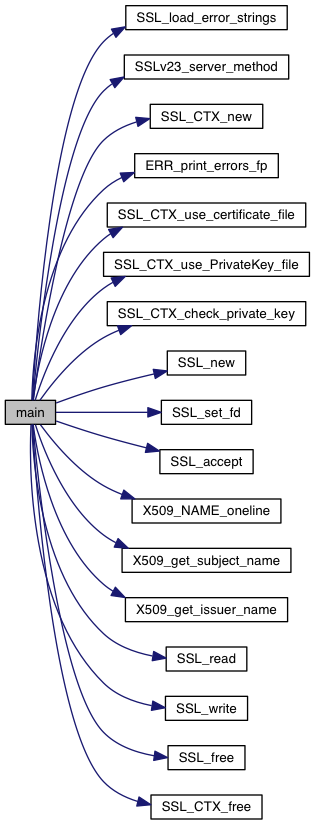 SSL_load_error_strings
SSLv23_server_method
SSL_CTX_new
ERR_print_errors_fp
SSL_CTX_use_certificate_file
SSL_CTX_use_PrivateKey_file
SSL_CTX_check_private_key
SSL_new
main
SSL_set_fd
SSL_accept
X509_NAME_oneline
X509_get_subject_name
X509_get_issuer_name
SSL_read
SSL_write
SSL_free
SSL_CTX_free